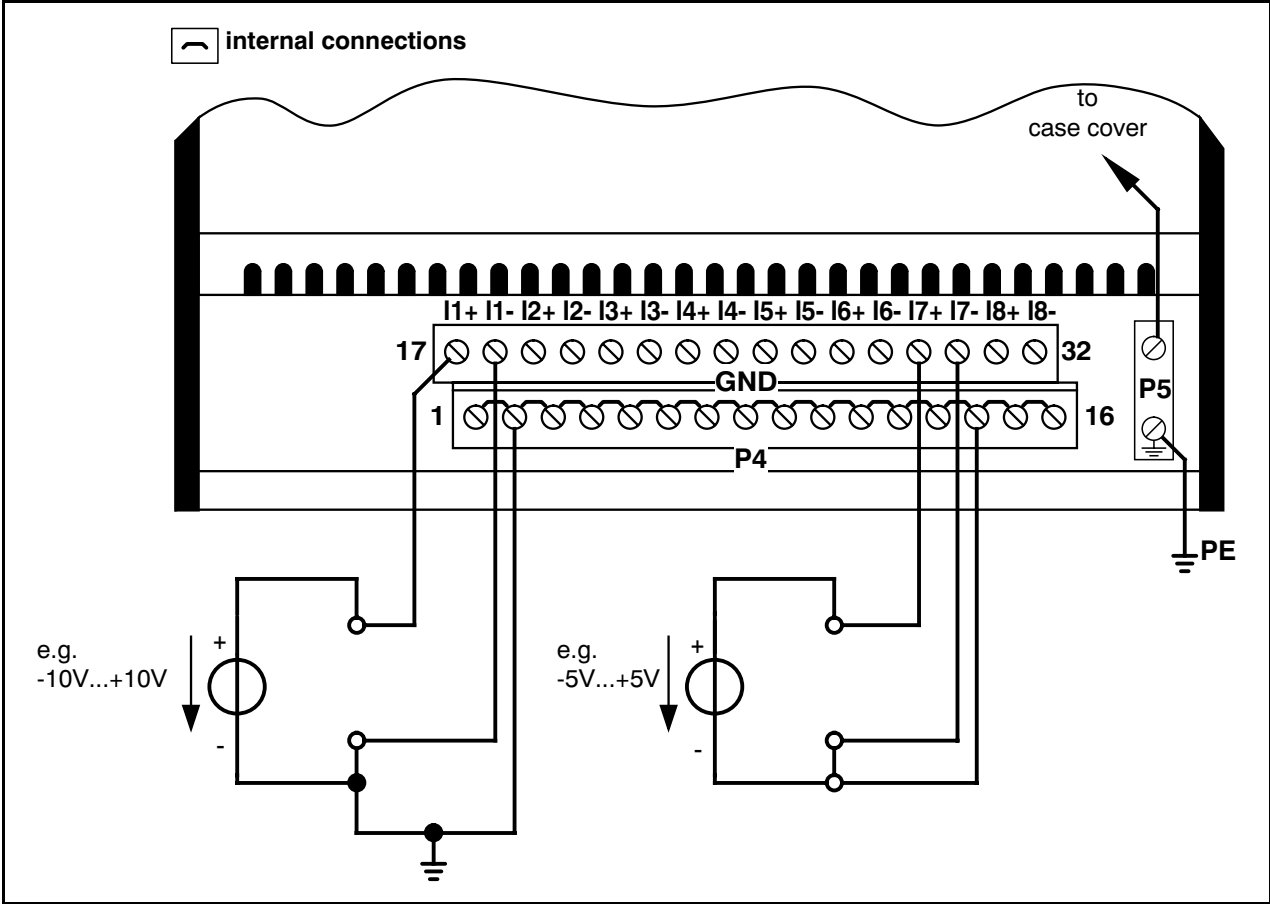 internal connections
to
case cover
I1+ I1- I2+ I2- I3+ I3- I4+ I4- I5+ I5- I6+ I6- I7+ I7- I8+ I8-
17
32
GND
P5
1
16
P4
PE
e.g.
-10V...+10V
+
-
e.g.
-5V...+5V
+
-